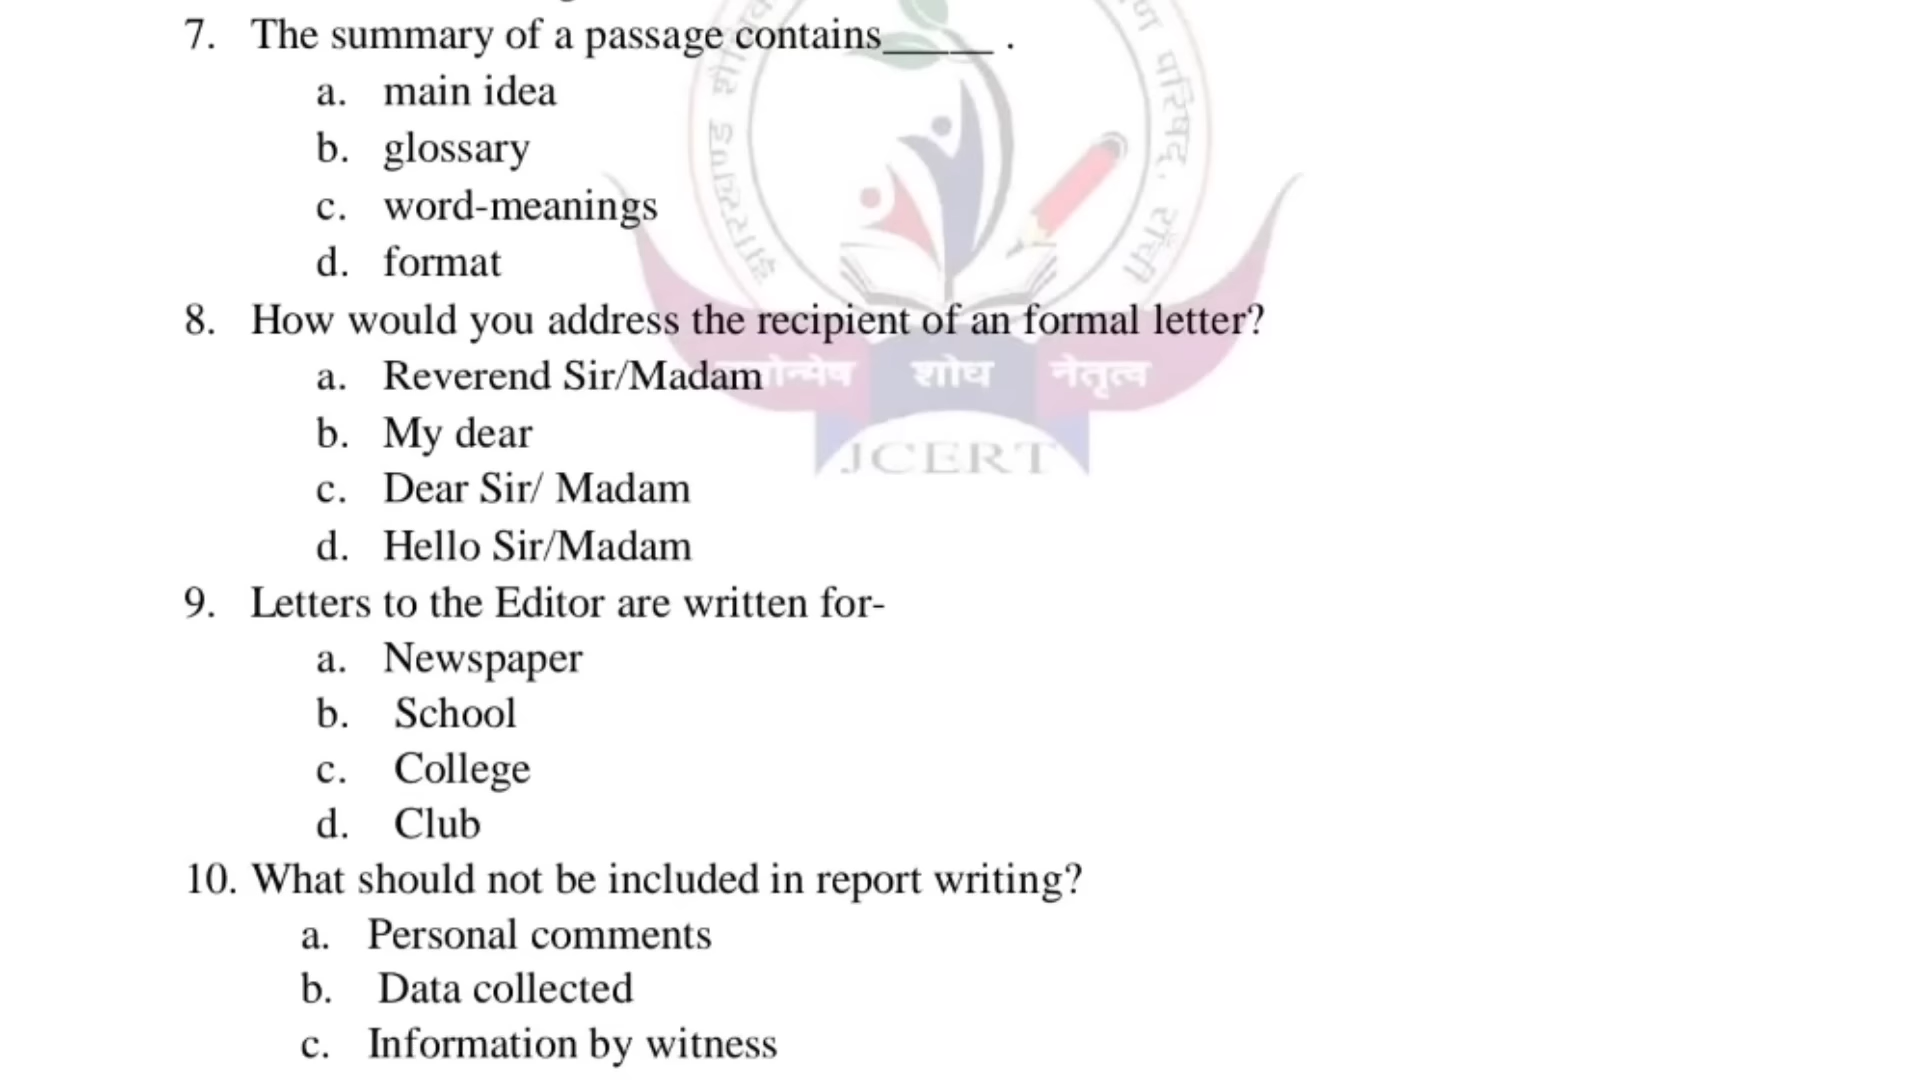 7. The summary of a passage contains_____ .
a. main idea
b. glossary
c. word-meanings
d. format
8. How would you address the recipient of an formal letter?
a. Reverend Sir/Madam
शोध नेतृत्व
b. My dear
JCERT
c. Dear Sir/ Madam
d. Hello Sir/Madam
9. Letters to the Editor are written for-
a. Newspaper
b. School
c. College
d. Club
10. What should not be included in report writing?
a. Personal comments
b. Data collected
c. Information by witness